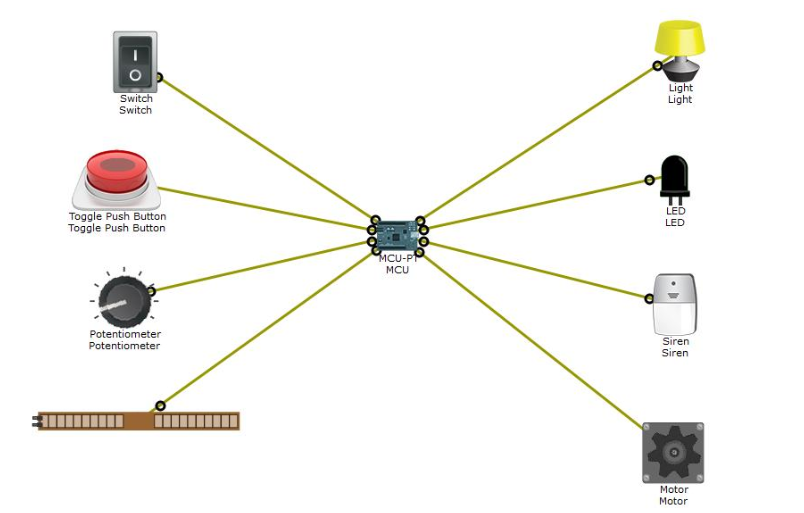 Switch
Switch
Light
Light
Toggle Push Button
Toggle Push Button
LED
LED
MCU-PT
MCU
Potentiometer
Potentiometer
Siren
Siren
Motor
Motor